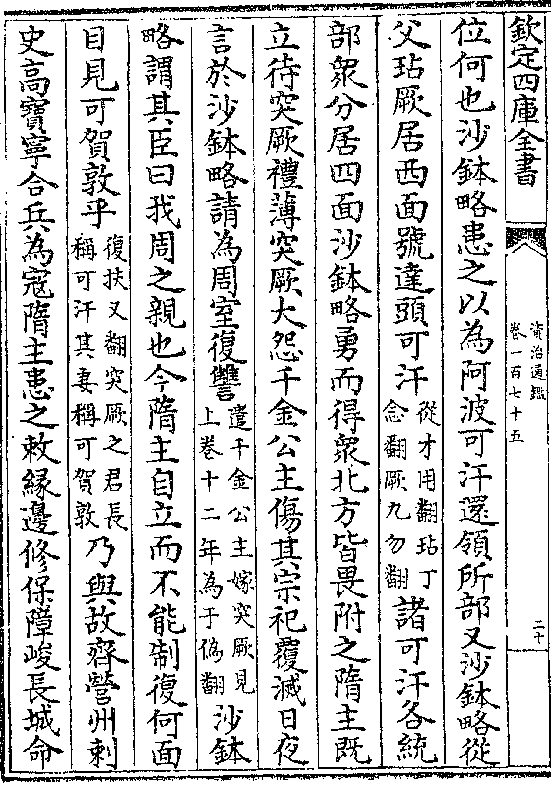 欽定四庫全書
資治通鑑
卷一百七十五
二十
位何也沙鉢略患之以為阿波可汗還領所部又沙鉢略從
父玷厥居西面號達頭可汗
從才用翻玷丁
念翻厥九勿翻
諸可汗各統
部衆分居四面沙鉢略勇而得衆北方皆畏附之隋主既
立待突厥禮薄突厥大怨千金公主傷其宗祀覆滅日夜
言於沙鉢略請為周室復讐
遣千金公主嫁突厥見
上卷十二年為于偽翻
沙鉢
略謂其臣曰我周之親也今隋主自立而不能制復何面
目見可賀敦乎
復扶又翻突厥之君長
稱可汗其妻稱可賀敦
乃與故齊營州刺
史高寶寧合兵為寇隋主患之敕緣邊修保障峻長城命